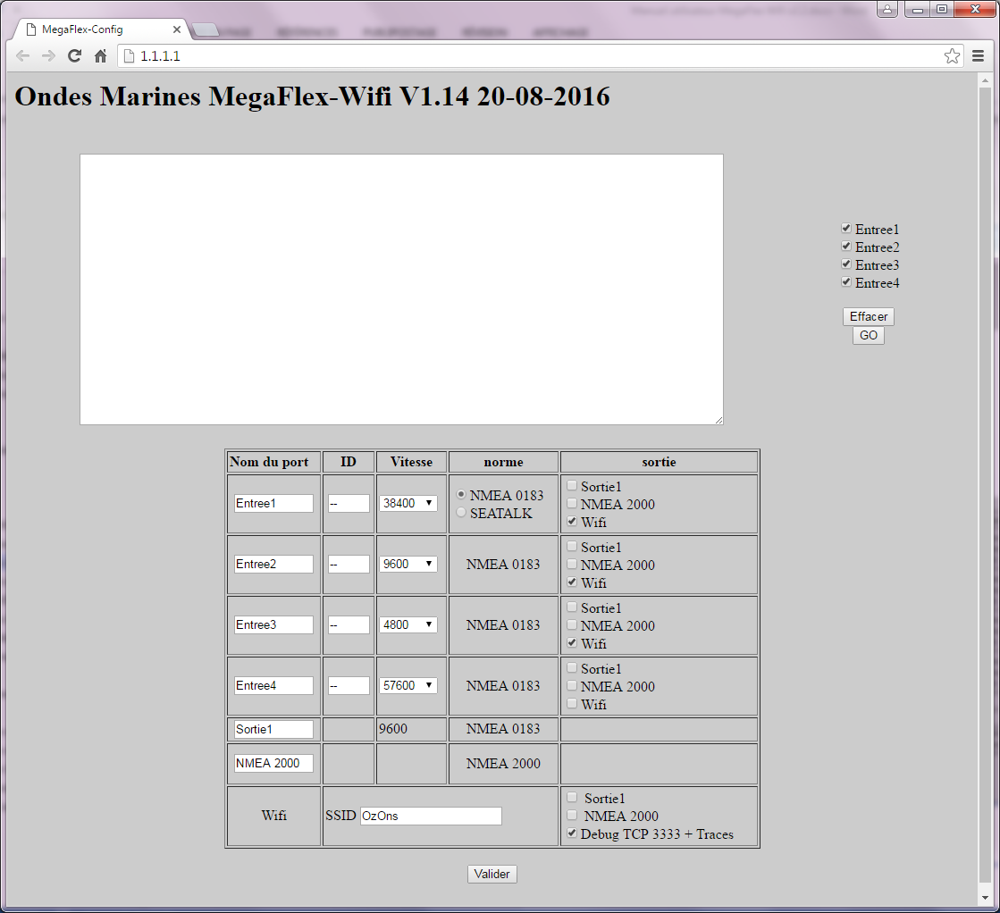 MegaFlex-Config
1.1.1.1
Ondes Marines MegaFlex-Wifi V1.14 20-08-2016
Entree1
Entree2
Entree3
Entree4
Effacer
GO
Nom du port ID Vitesse norme sortie
Entree1 -- 38400 NMEA 0183 SEATALK Sortie1 NMEA 2000 Wifi
Entree2 -- 9600 NMEA 0183 Sortie1 NMEA 2000 Wifi
Entree3 -- 4800 NMEA 0183 Sortie1 NMEA 2000 Wifi
Entree4 -- 57600 NMEA 0183 Sortie1 NMEA 2000 Wifi
Sortie1 9600 NMEA 0183
NMEA 2000 NMEA 2000
Wifi SSID OzOns Sortie1 NMEA 2000 Debug TCP 3333 + Traces
Valider